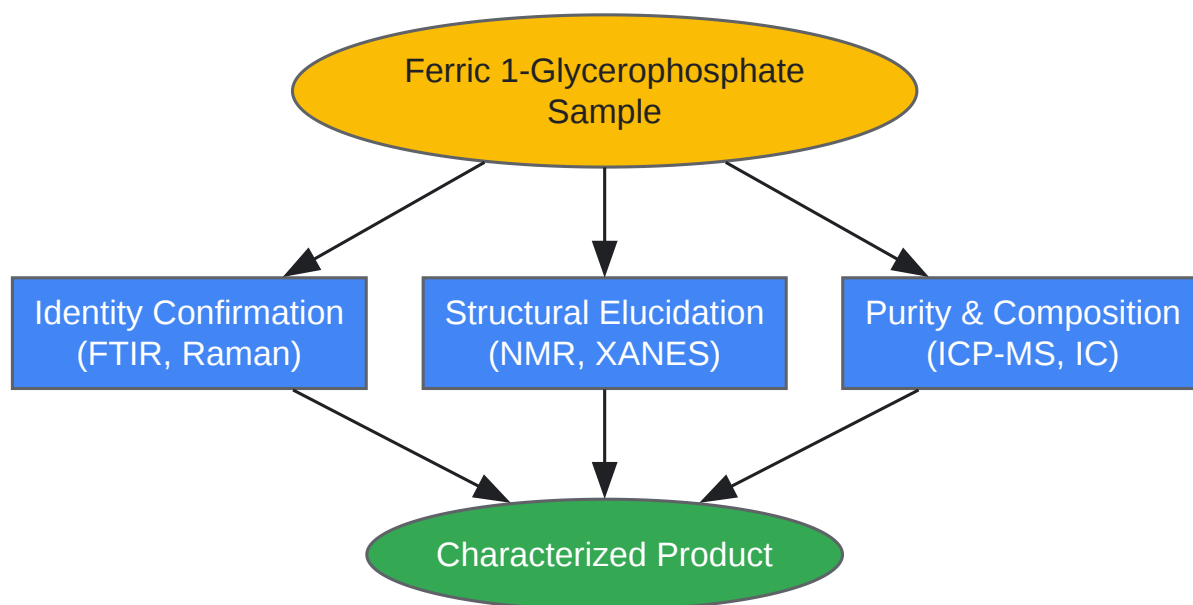 Ferric 1-Glycerophosphate
Sample
Identity Confirmation
(FTIR, Raman)
Structural Elucidation
(NMR, XANES)
Purity & Composition
(ICP-MS, IC)
Characterized Product